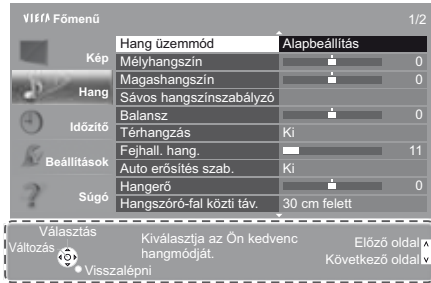 VIErA Főmenü 1/2
Kép
Hang
Időzítő
Beállítások
Súgó
Hang üzemmód Alapbeállítás
Mélyhangszín 0
Magashangszín 0
Sávos hangszínszabályzó
Balansz 0
Térhangzás Ki
Fejhall. hang. 11
Auto erősítés szab. Ki
Hangerő 0
Hangszóró-fal közti táv. 30 cm felett
Választás
Változás
Visszalépni
Kiválasztja az Ön kedvenc
hangmódját.
Előző oldal
Következő oldal